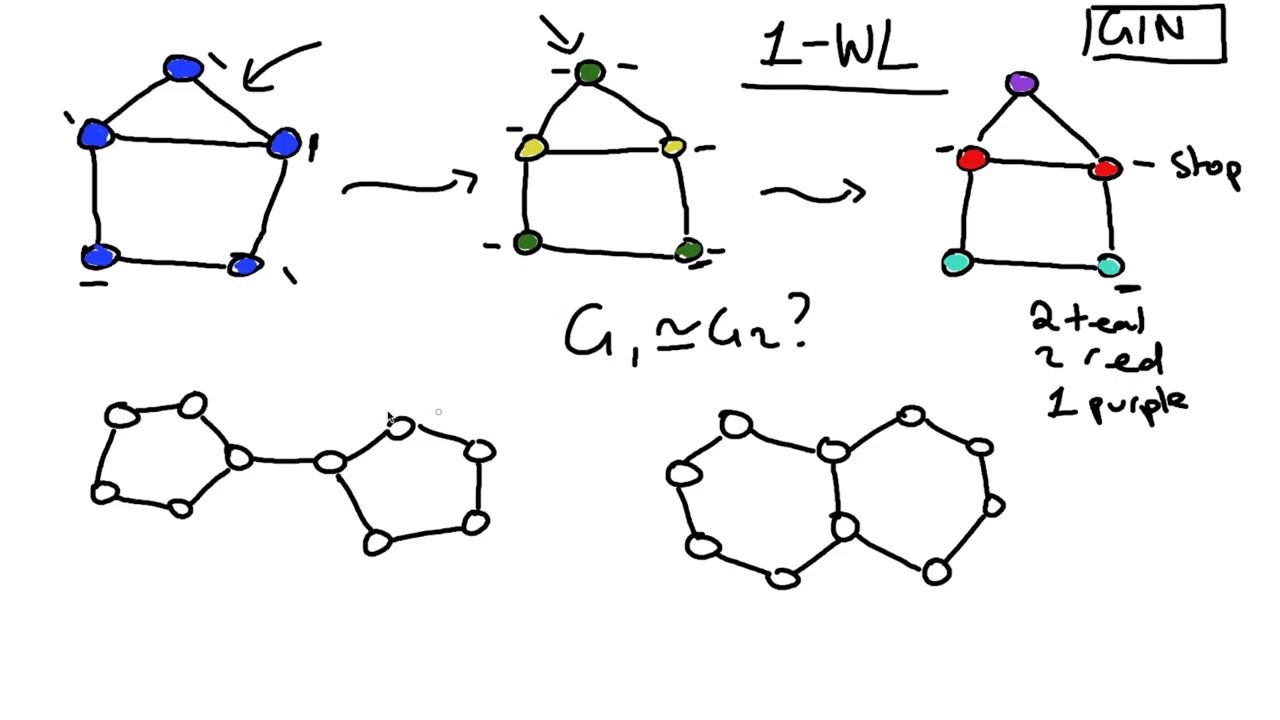 1-WL
GIN
stop
G₁ ≅ G₂?
2 teal
2 red
1 purple